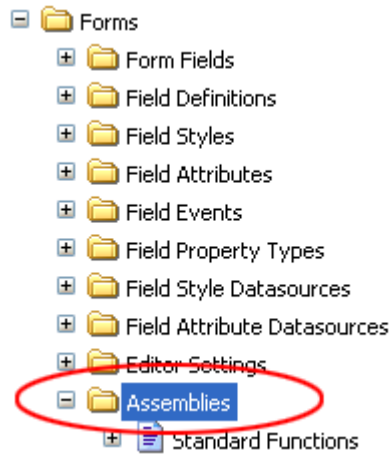 Forms
Form Fields
Field Definitions
Field Styles
Field Attributes
Field Events
Field Property Types
Field Style Datasources
Field Attribute Datasources
Editor Settings
Assemblies
Standard Functions